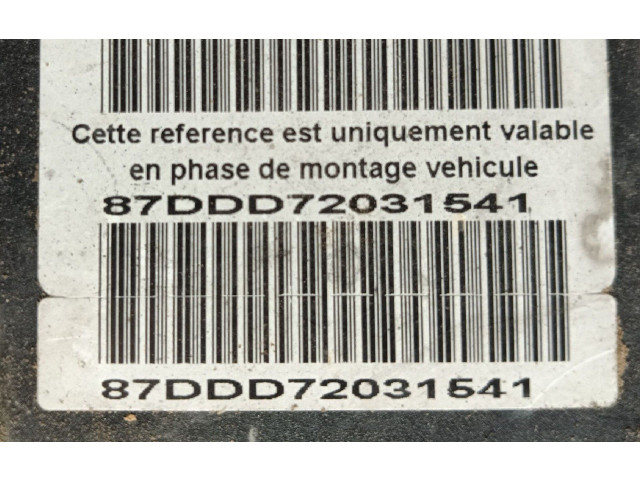 Cette reference est uniquement valable
en phase de montage vehicule
87DDD72031541
87DDD72031541